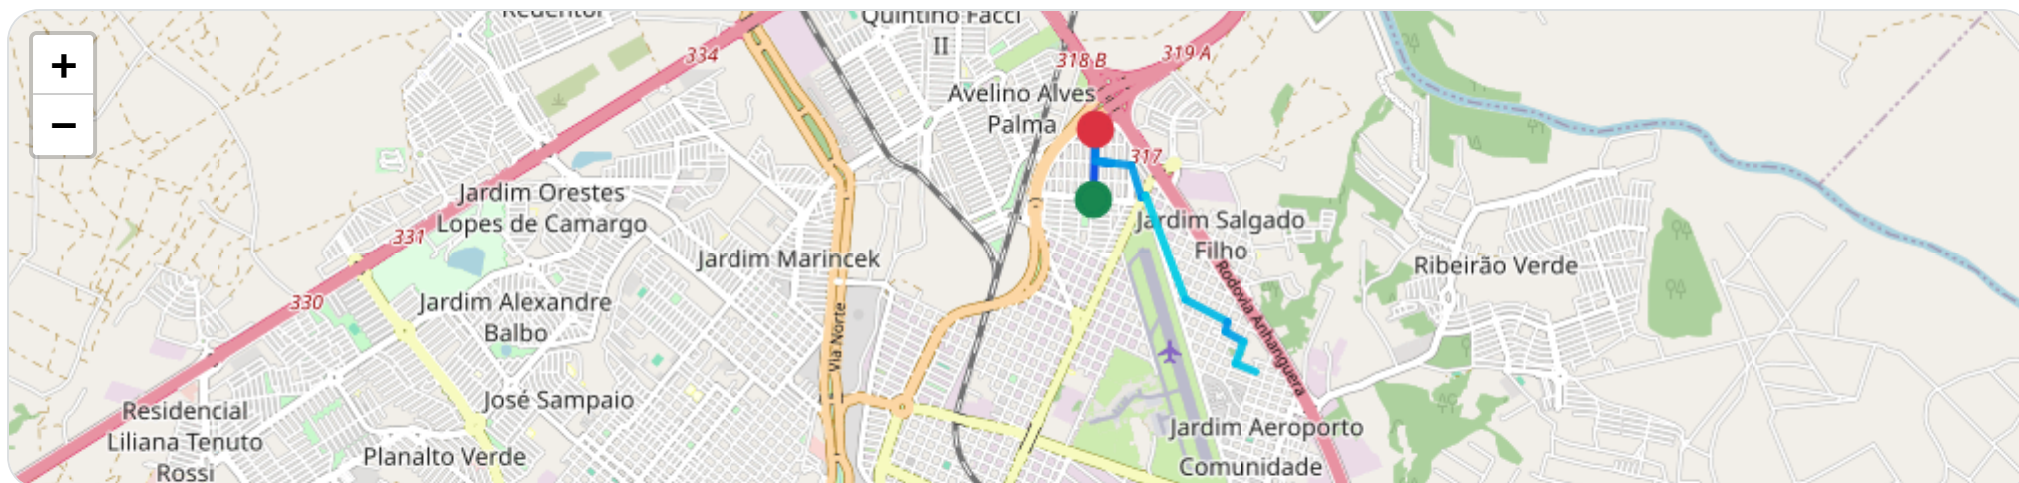 +
−
Redentor
334
Quintino Facci
II
318 B
319 A
Avelino Alves
Palma
317
Jardim Orestes
Lopes de Camargo
331
Jardim Marincek
Jardim Salgado
Filho
Ribeirão Verde
330
Jardim Alexandre
Balbo
Via Norte
Rodovia Anhanguera
José Sampaio
Residencial
Liliana Tenuto
Rossi
Planalto Verde
Jardim Aeroporto
Comunidade